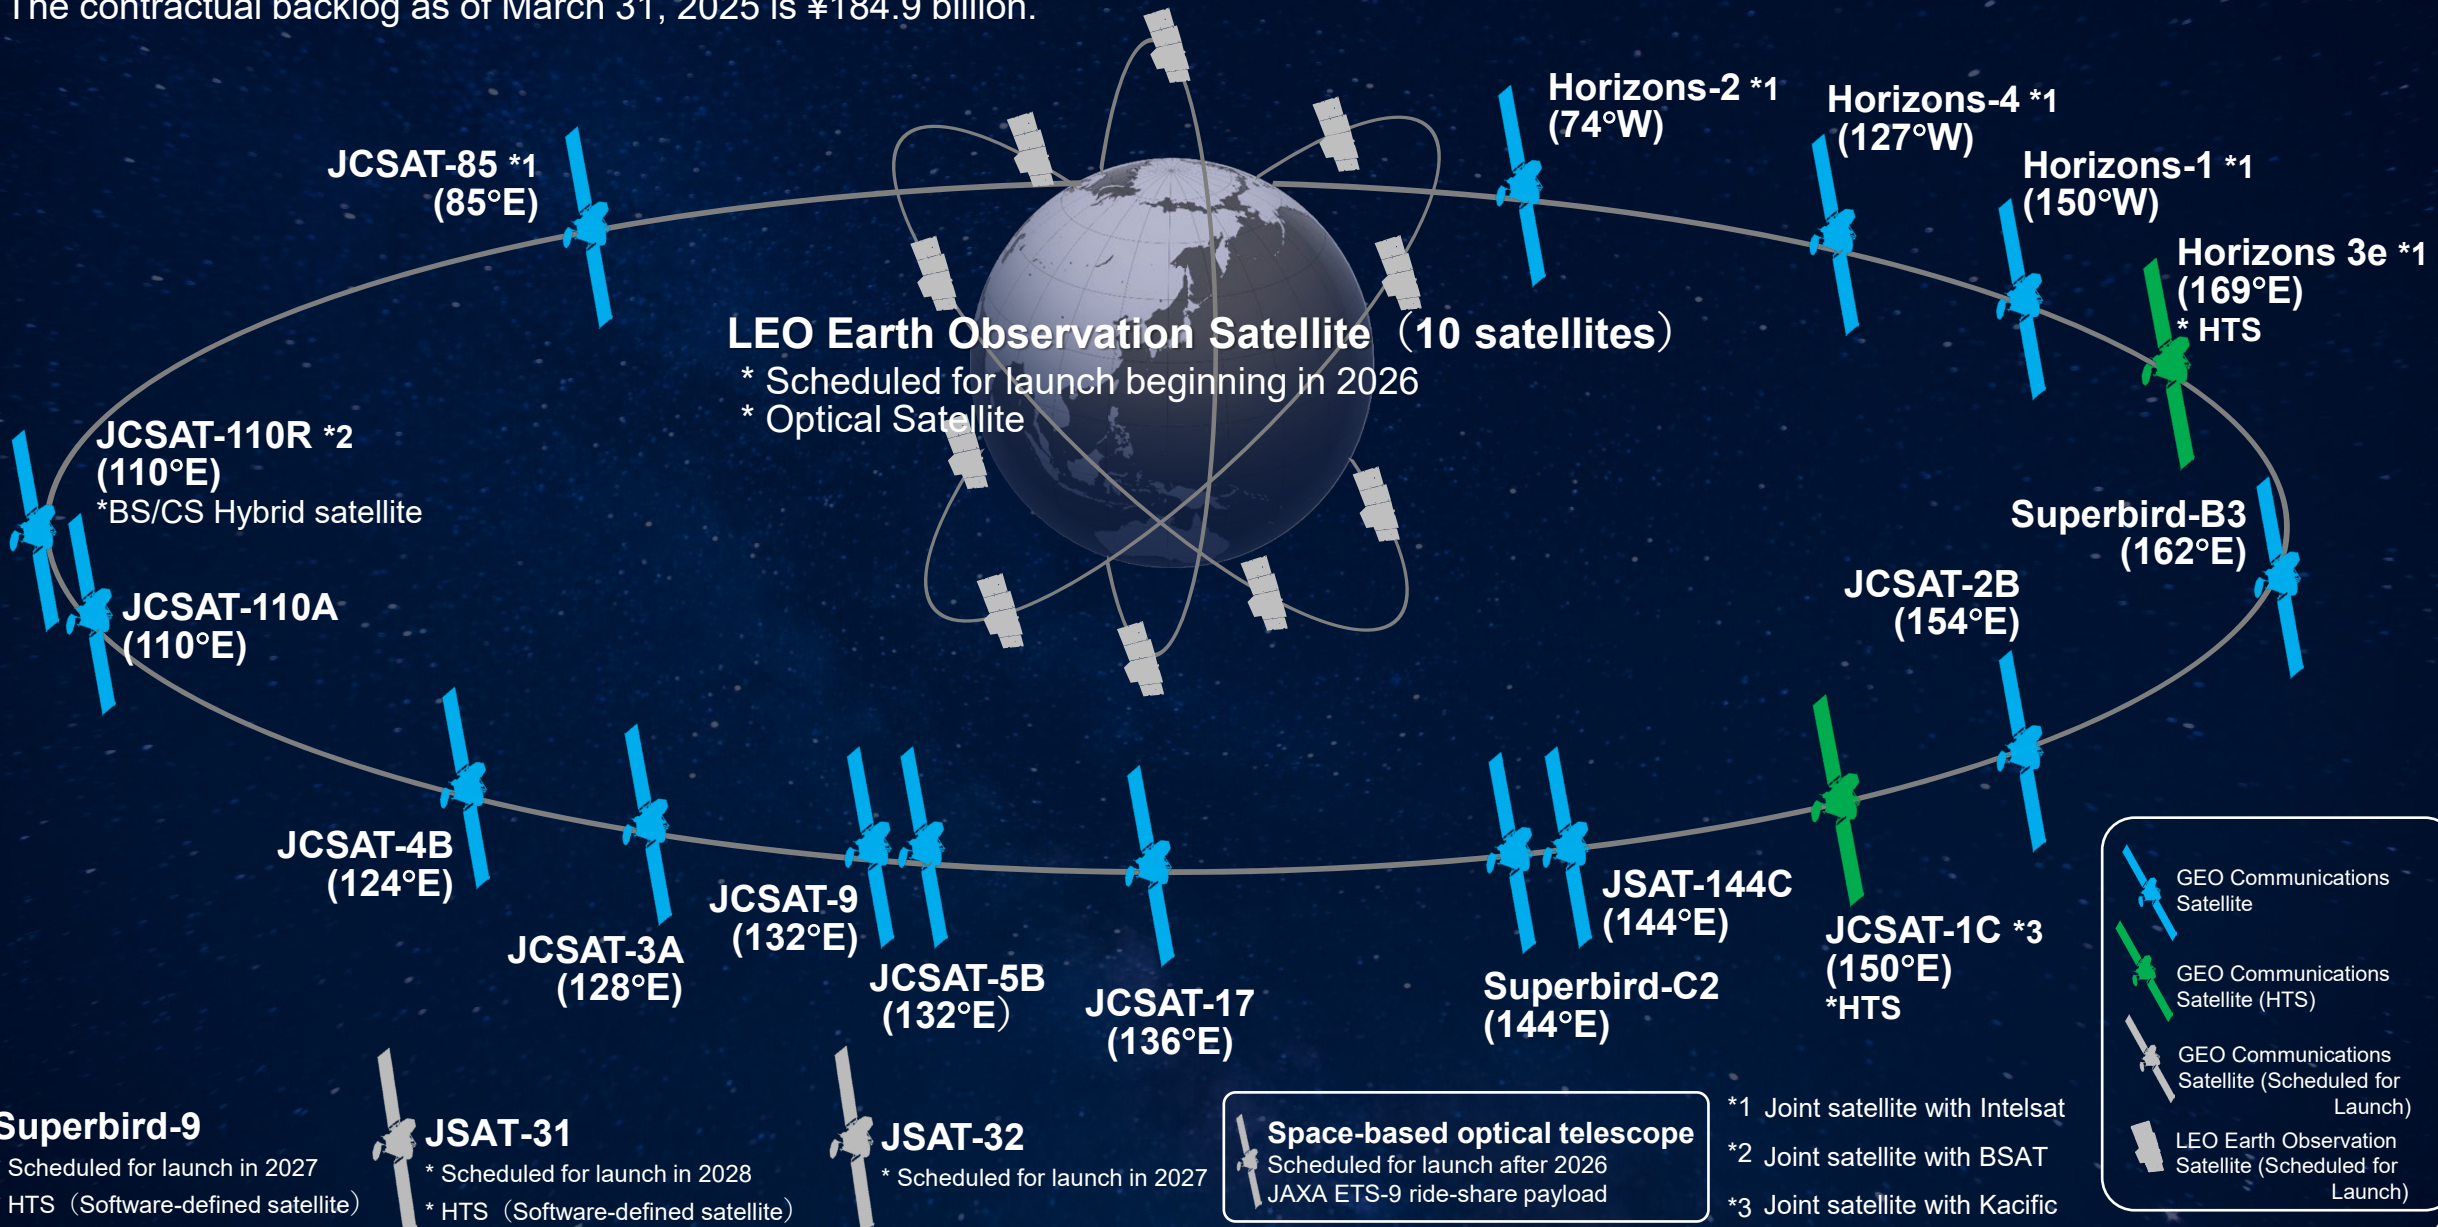 The contractual backlog as of March 31, 2025 is ¥184.9 billion.
JCSAT-85 *1
(85°E)
Horizons-2 *1
(74°W)
Horizons-4 *1
(127°W)
Horizons-1 *1
(150°W)
Horizons 3e *1
(169°E)
* HTS
LEO Earth Observation Satellite（10 satellites）
* Scheduled for launch beginning in 2026
* Optical Satellite
JCSAT-110R *2
(110°E)
*BS/CS Hybrid satellite
JCSAT-110A
(110°E)
Superbird-B3
(162°E)
JCSAT-2B
(154°E)
JCSAT-4B
(124°E)
JCSAT-3A
(128°E)
JCSAT-9
(132°E)
JCSAT-5B
(132°E）
JCSAT-17
(136°E)
JSAT-144C
(144°E)
Superbird-C2
(144°E)
JCSAT-1C *3
(150°E)
*HTS
GEO Communications
Satellite
GEO Communications
Satellite (HTS)
GEO Communications
Satellite (Scheduled for
Launch)
LEO Earth Observation
Satellite (Scheduled for
Launch)
Superbird-9
Scheduled for launch in 2027
HTS（Software-defined satellite）
JSAT-31
* Scheduled for launch in 2028
* HTS（Software-defined satellite）
JSAT-32
* Scheduled for launch in 2027
Space-based optical telescope
Scheduled for launch after 2026
JAXA ETS-9 ride-share payload
*1 Joint satellite with Intelsat
*2 Joint satellite with BSAT
*3 Joint satellite with Kacific